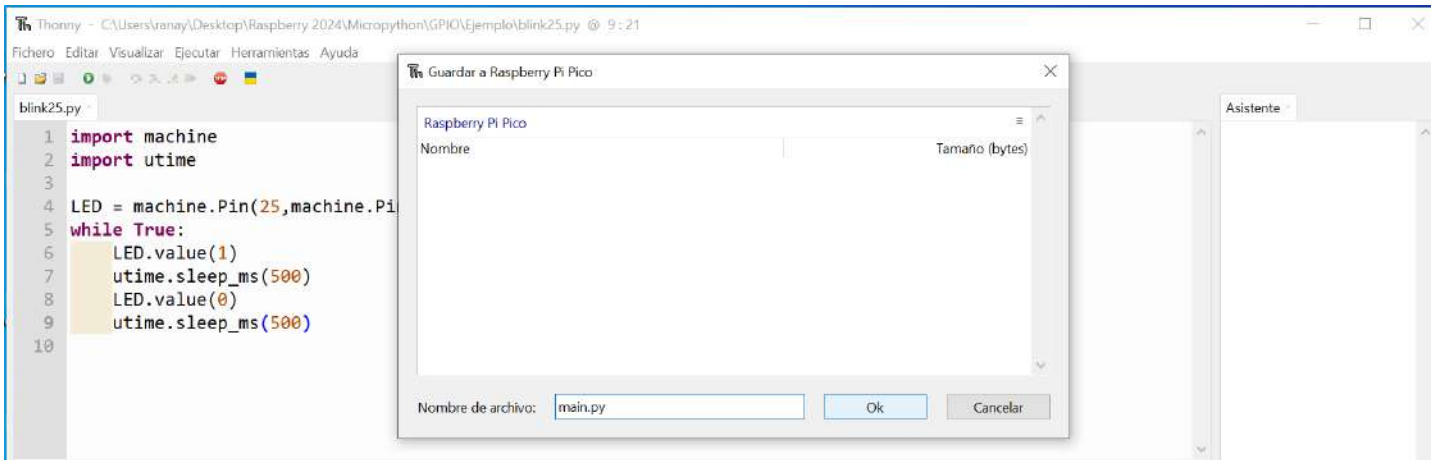 Thonny - C:\Users\ranay\Desktop\Raspberry 2024\Micropython\GPIO\Ejemplo\blink25.py @ 9:21
Fichero Editar Visualizar Ejecutar Herramientas Ayuda
blink25.py
1 import machine
2 import utime
3
4 LED = machine.Pin(25,machine.Pi
5 while True:
6 LED.value(1)
7 utime.sleep_ms(500)
8 LED.value(0)
9 utime.sleep_ms(500)
10
Guardar a Raspberry Pi Pico
Raspberry Pi Pico
Nombre Tamaño (bytes)
Nombre de archivo: main.py Ok Cancelar
Asistente